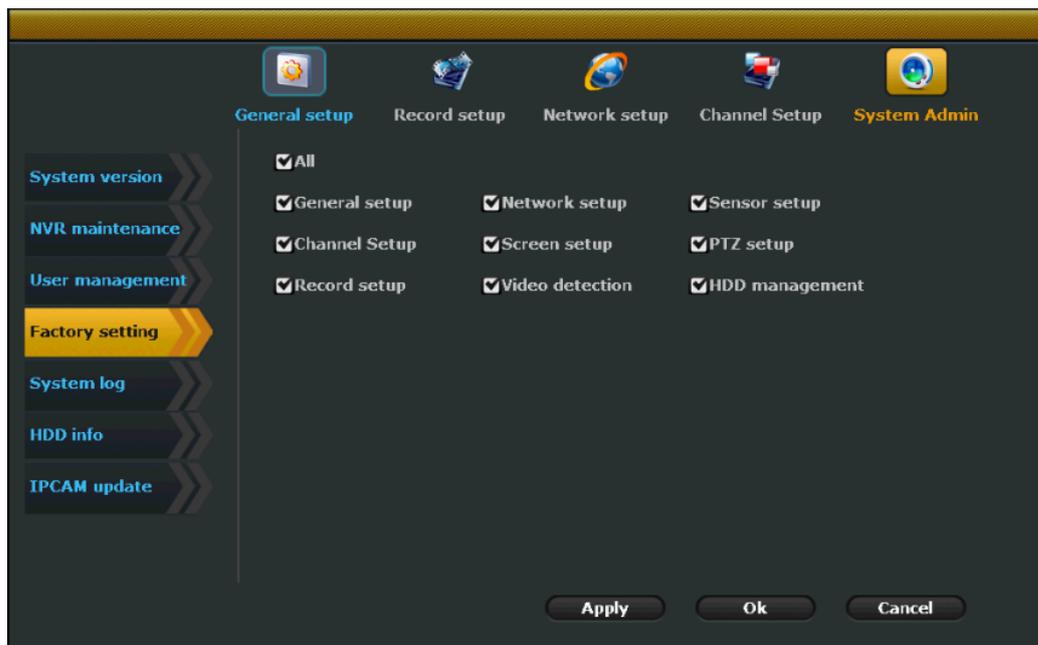 General setup Record setup Network setup Channel Setup System Admin
System version
NVR maintenance
User management
Factory setting
System log
HDD info
IPCAM update
All
General setup Network setup Sensor setup
Channel Setup Screen setup PTZ setup
Record setup Video detection HDD management
Apply Ok Cancel